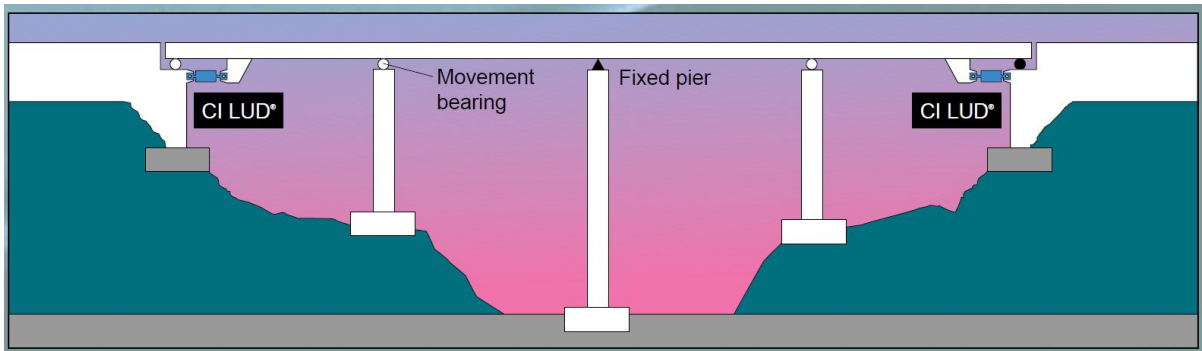 CI LUD®
Movement
bearing
Fixed pier
CI LUD®